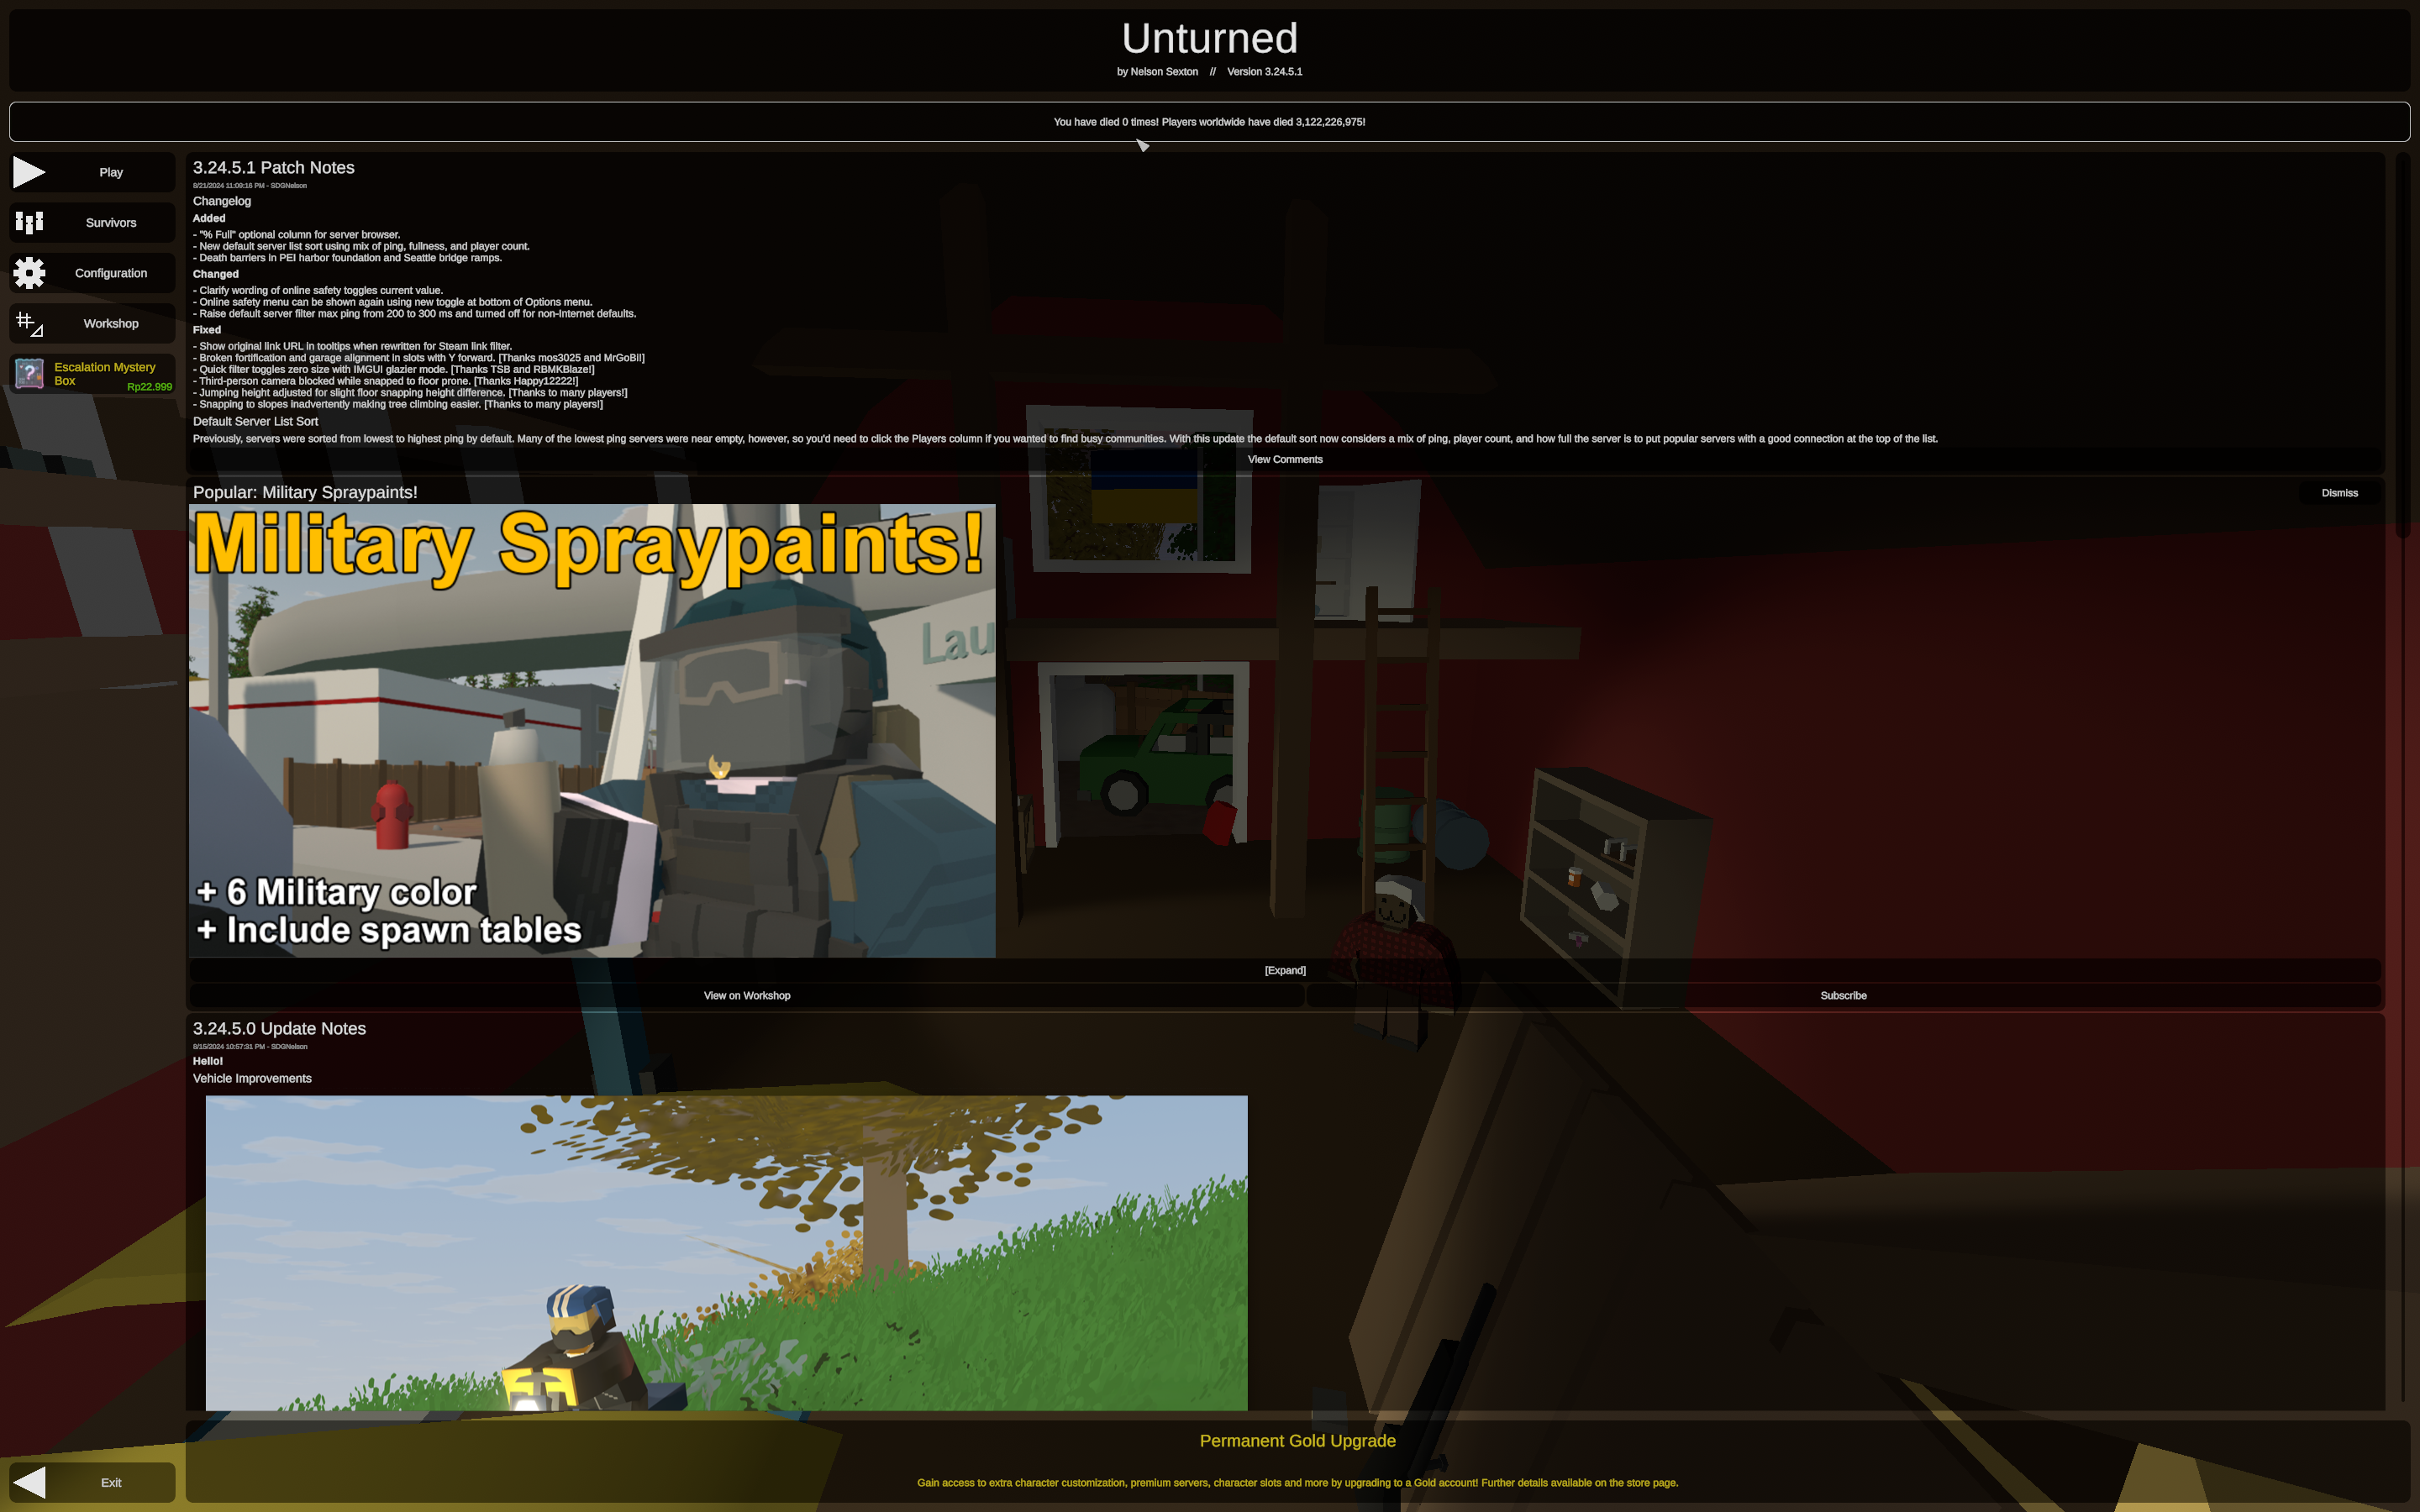 Unturned
by Nelson Sexton // Version 3.24.5.1
You have died 0 times! Players worldwide have died 3,122,226,975!
Play
Survivors
Configuration
Workshop
Escalation Mystery
Box
Rp22.999
3.24.5.1 Patch Notes
8/21/2024 11:09:16 PM - SDGNelson
Changelog
Added
- "% Full" optional column for server browser.
- New default server list sort using mix of ping, fullness, and player count.
- Death barriers in PEI harbor foundation and Seattle bridge ramps.
Changed
- Clarify wording of online safety toggles current value.
- Online safety menu can be shown again using new toggle at bottom of Options menu.
- Raise default server filter max ping from 200 to 300 ms and turned off for non-Internet defaults.
Fixed
- Show original link URL in tooltips when rewritten for Steam link filter.
- Broken fortification and garage alignment in slots with Y forward. [Thanks mos3025 and MrGoBi!]
- Quick filter toggles zero size with IMGUI glazier mode. [Thanks TSB and RBMKBlaze!]
- Third-person camera blocked while snapped to floor prone. [Thanks Happy12222!]
- Jumping height adjusted for slight floor snapping height difference. [Thanks to many players!]
- Snapping to slopes inadvertently making tree climbing easier. [Thanks to many players!]
Default Server List Sort
Previously, servers were sorted from lowest to highest ping by default. Many of the lowest ping servers were near empty, however, so you'd need to click the Players column if you wanted to find busy communities. With this update the default sort now considers a mix of ping, player count, and how full the server is to put popular servers with a good connection at the top of the list.
View Comments
Popular: Military Spraypaints!
Dismiss
Military Spraypaints!
Lau
+ 6 Military color
+ Include spawn tables
[Expand]
View on Workshop
Subscribe
3.24.5.0 Update Notes
8/15/2024 10:57:31 PM - SDGNelson
Hello!
Vehicle Improvements
Permanent Gold Upgrade
Exit
Gain access to extra character customization, premium servers, character slots and more by upgrading to a Gold account! Further details available on the store page.